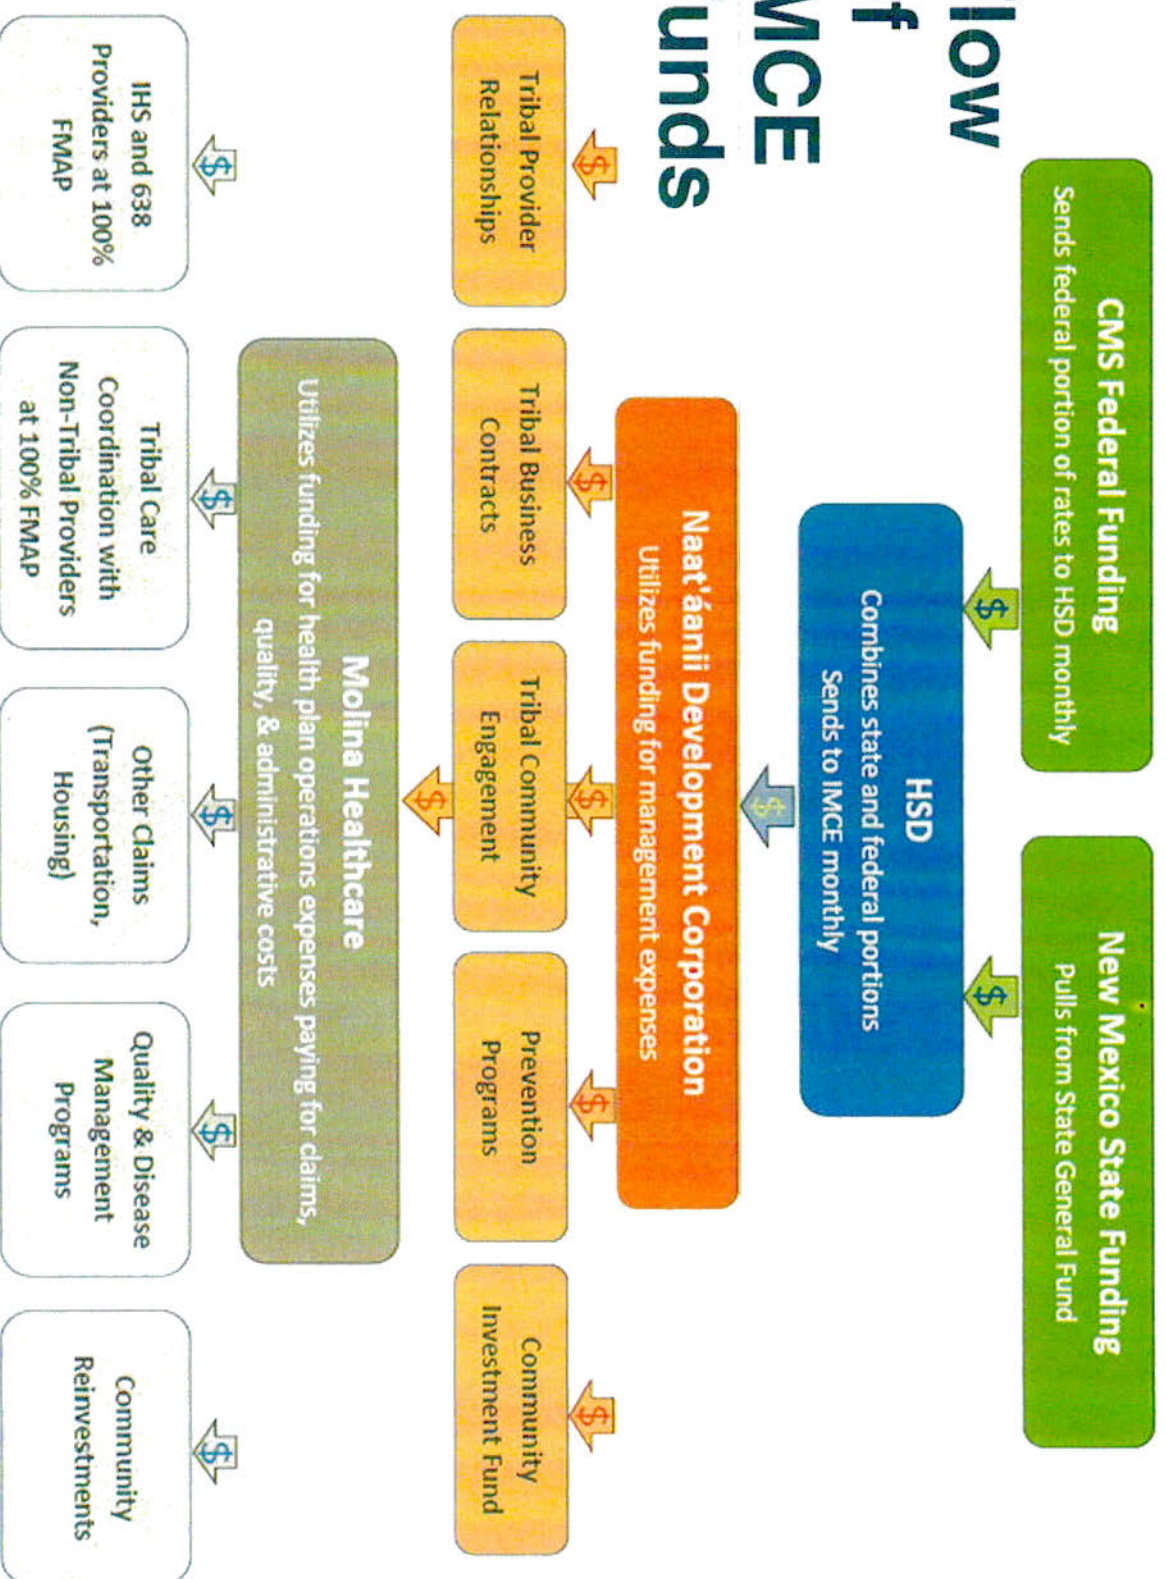 low
f
MCE
unds
CMS Federal Funding
Sends federal portion of rates to HSD monthly
New Mexico State Funding
Pulls from State General Fund
$
$
HSD
Combines state and federal portions
Sends to IMCE monthly
$
Naat'áanii Development Corporation
Utilizes funding for management expenses
$
$
$
$
$
Tribal Provider
Relationships
Tribal Business
Contracts
Tribal Community
Engagement
Prevention
Programs
Community
Investment Fund
$
Molina Healthcare
Utilizes funding for health plan operations expenses paying for claims,
quality, & administrative costs
$
$
$
$
$
IHS and 638
Providers at 100%
FMAP
Tribal Care
Coordination with
Non-Tribal Providers
at 100% FMAP
Other Claims
(Transportation,
Housing)
Quality & Disease
Management
Programs
Community
Reinvestments